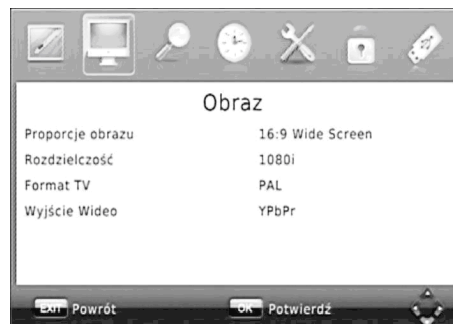 Obraz
Proporcje obrazu 16:9 Wide Screen
Rozdzielczość 1080i
Format TV PAL
Wyjście Wideo YPbPr
EXIT Powrót OK Potwierdź